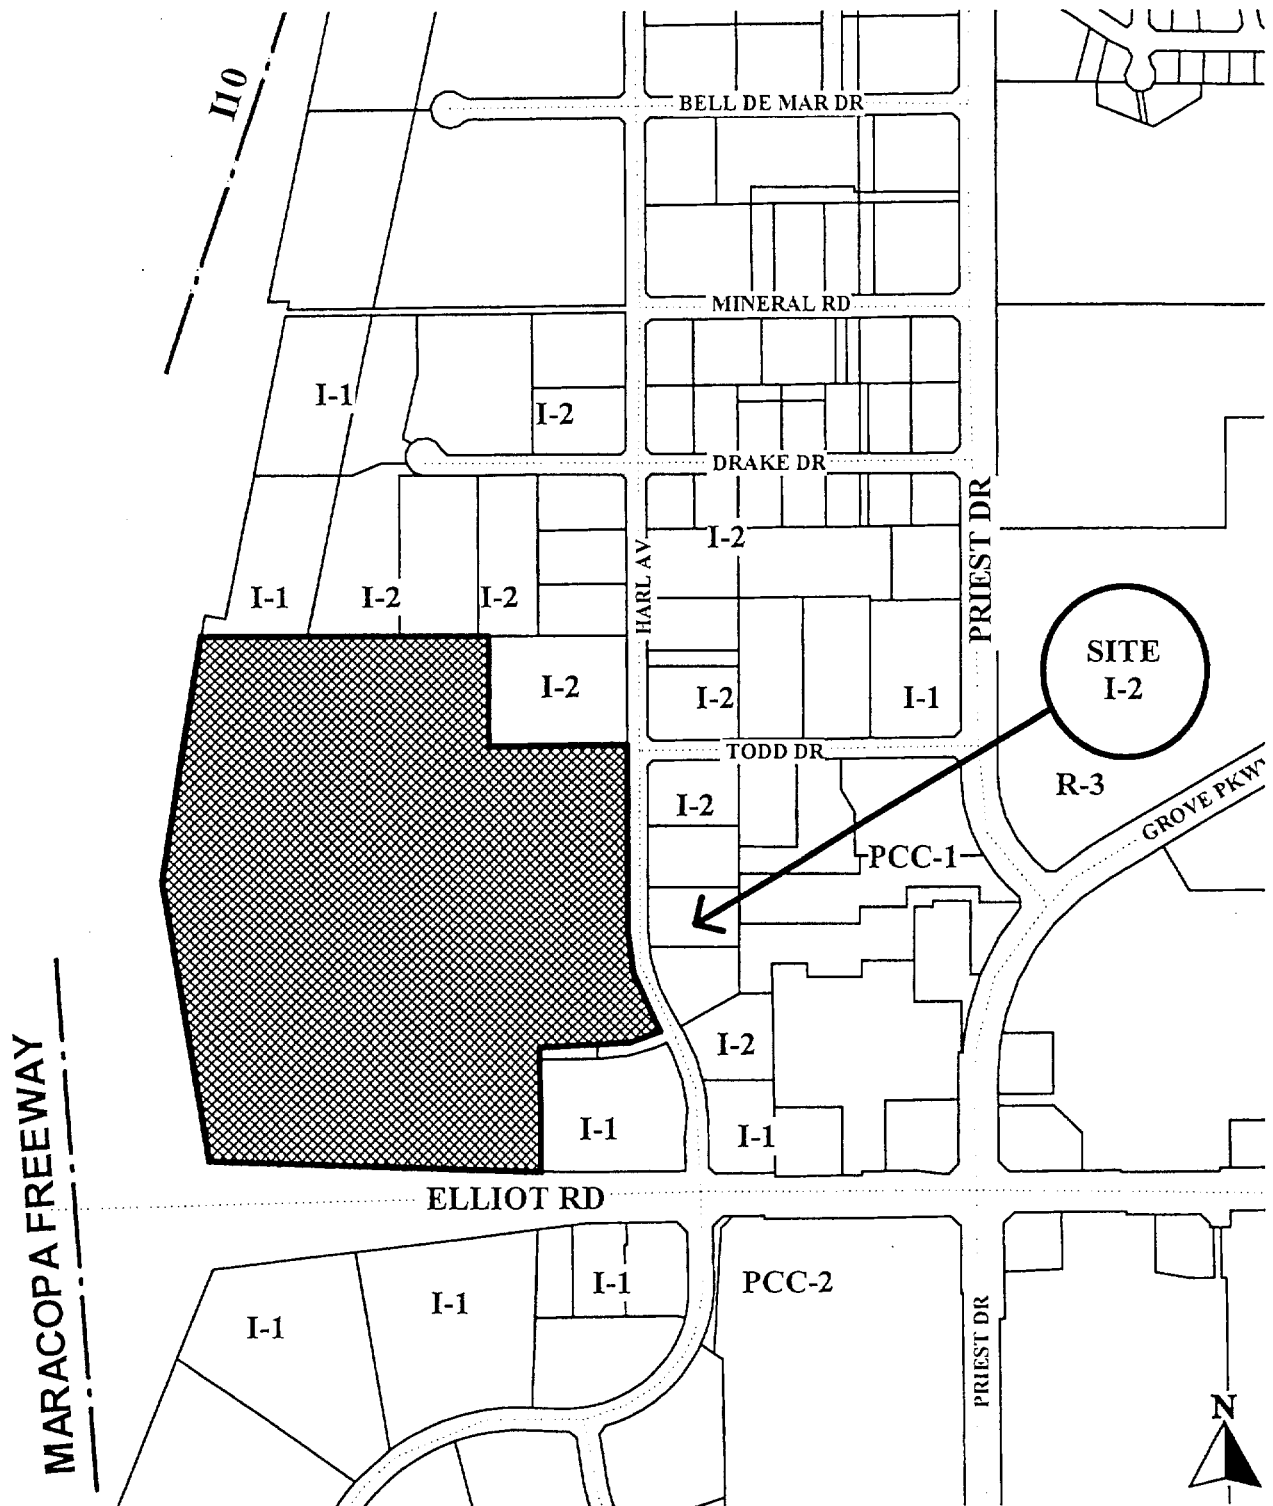 I10
BELL DE MAR DR
MINERAL RD
I-1
I-2
DRAKE DR
PRIEST DR
I-2
HARL AV
I-1
I-2
I-2
SITE
I-2
I-2
I-2
I-1
TODD DR
R-3
GROVE PKWY
I-2
PCC-1
I-2
I-1
I-1
MARACOPA FREEWAY
ELLIOT RD
I-1
PCC-2
I-1
I-1
PRIEST DR
N